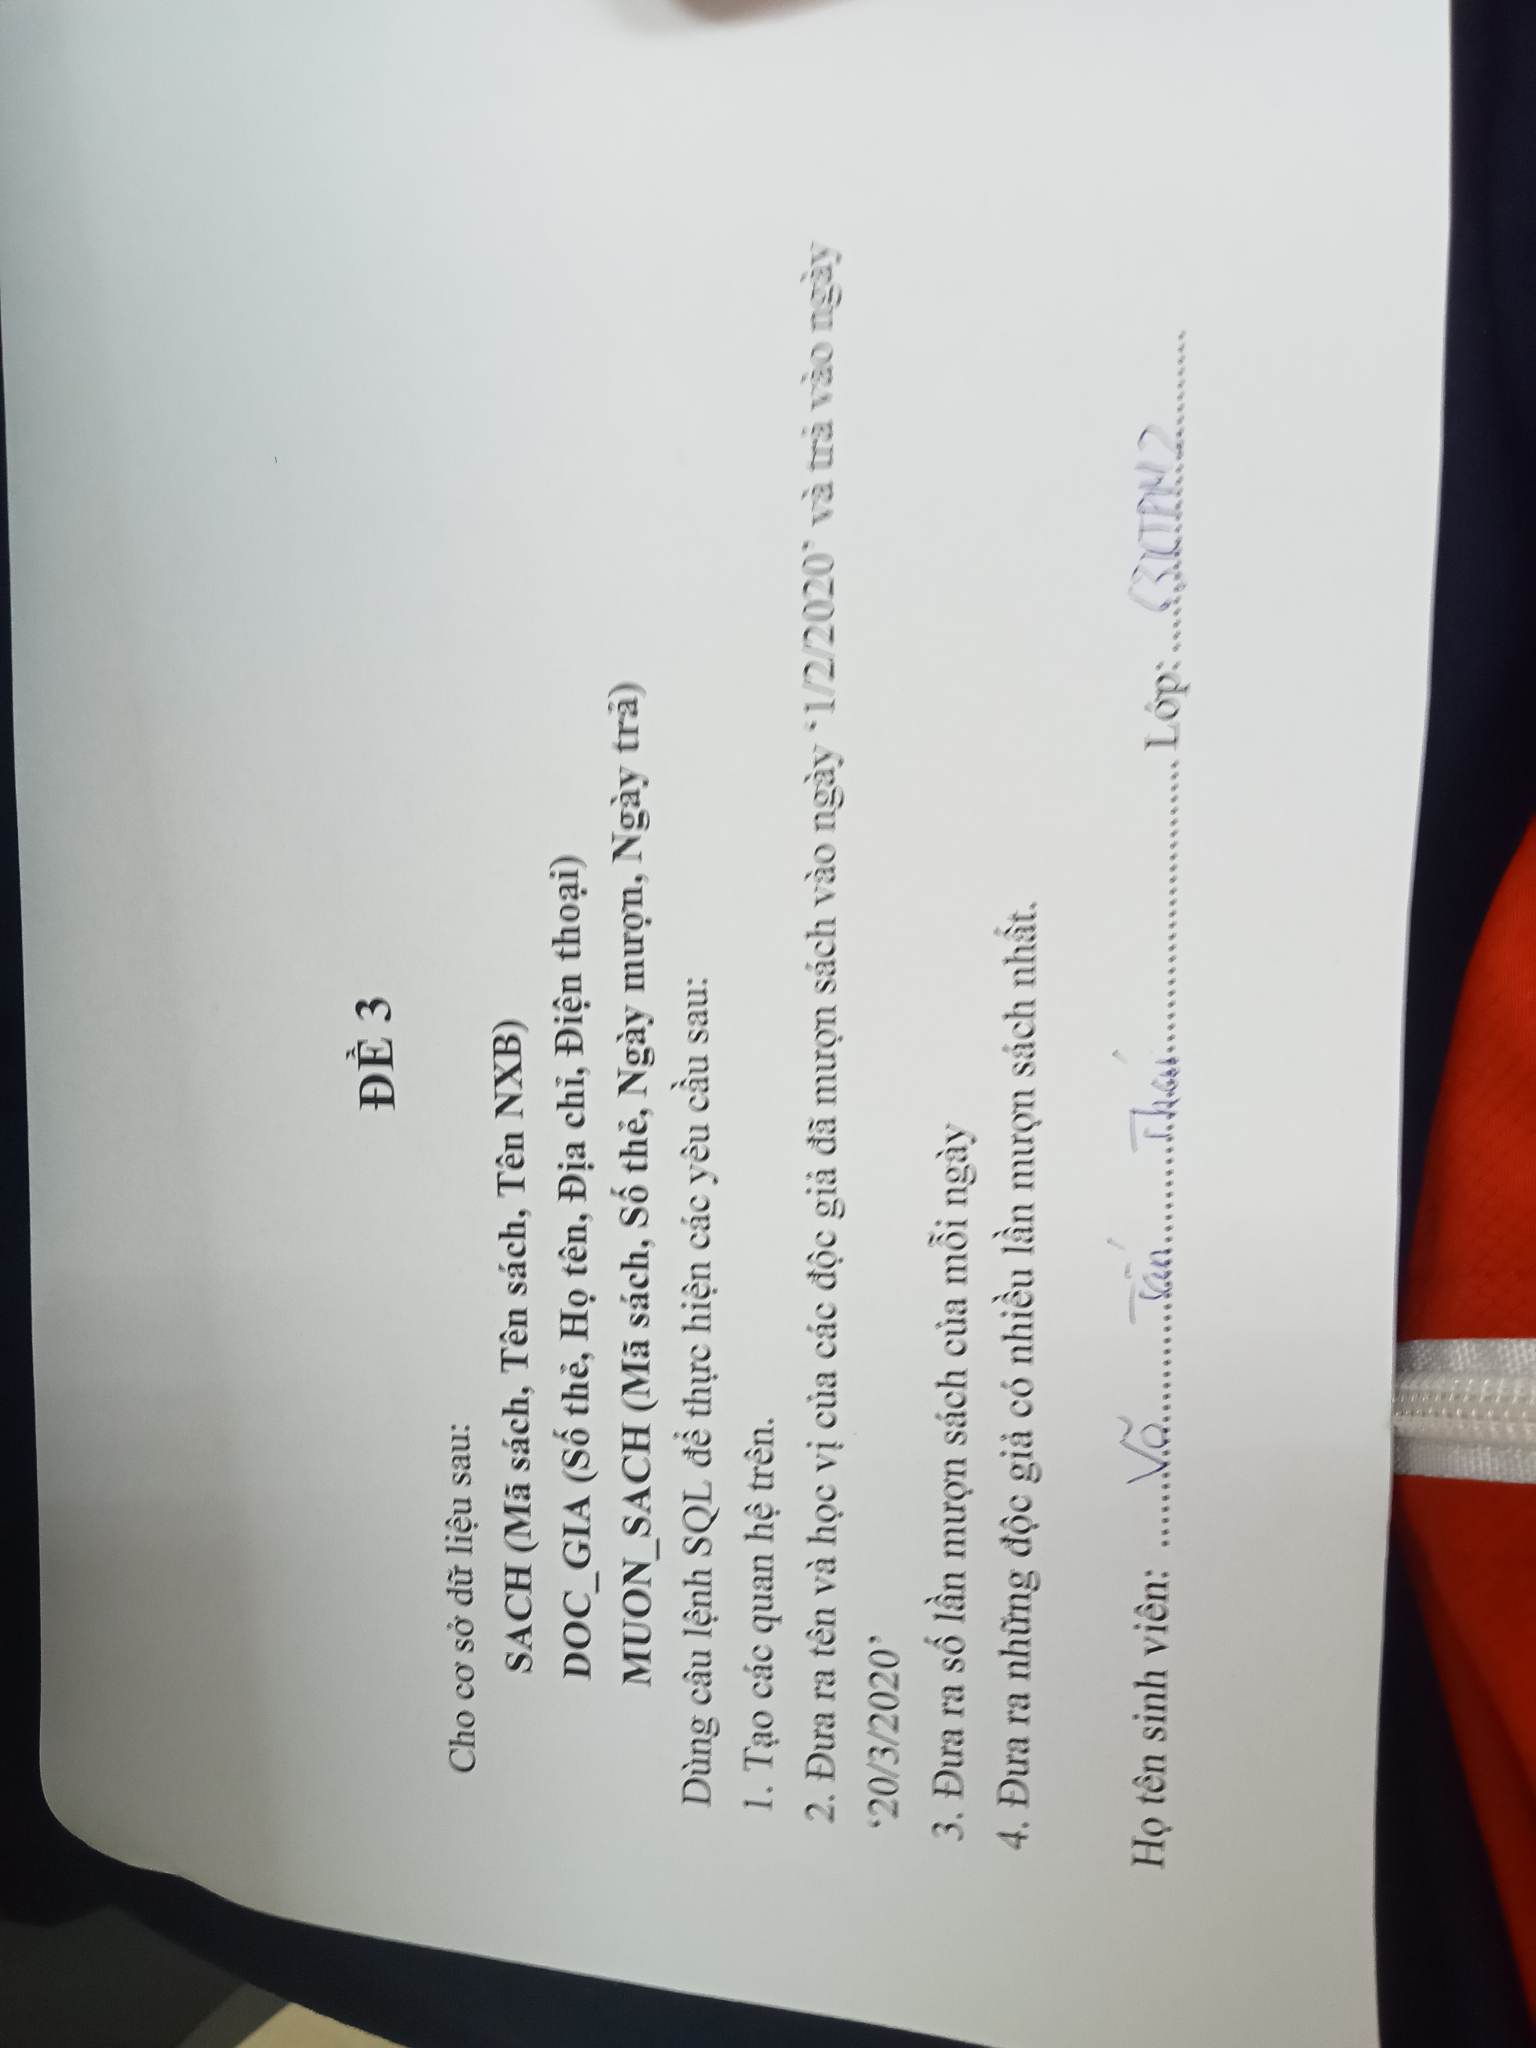 ĐỀ 3
Cho cơ sở dữ liệu sau:
SACH (Mã sách, Tên sách, Tên NXB)
DOC_GIA (Số thẻ, Họ tên, Địa chỉ, Điện thoại)
MUON_SACH (Mã sách, Số thẻ, Ngày mượn, Ngày trả)
Dùng câu lệnh SQL để thực hiện các yêu cầu sau:
1. Tạo các quan hệ trên.
2. Đưa ra tên và học vị của các độc giả đã mượn sách vào ngày ‘1/2/2020’ và trả vào ngày
‘20/3/2020’
3. Đưa ra số lần mượn sách của mỗi ngày
4. Đưa ra những độc giả có nhiều lần mượn sách nhất.
Họ tên sinh viên: Võ Tấn Lớp: